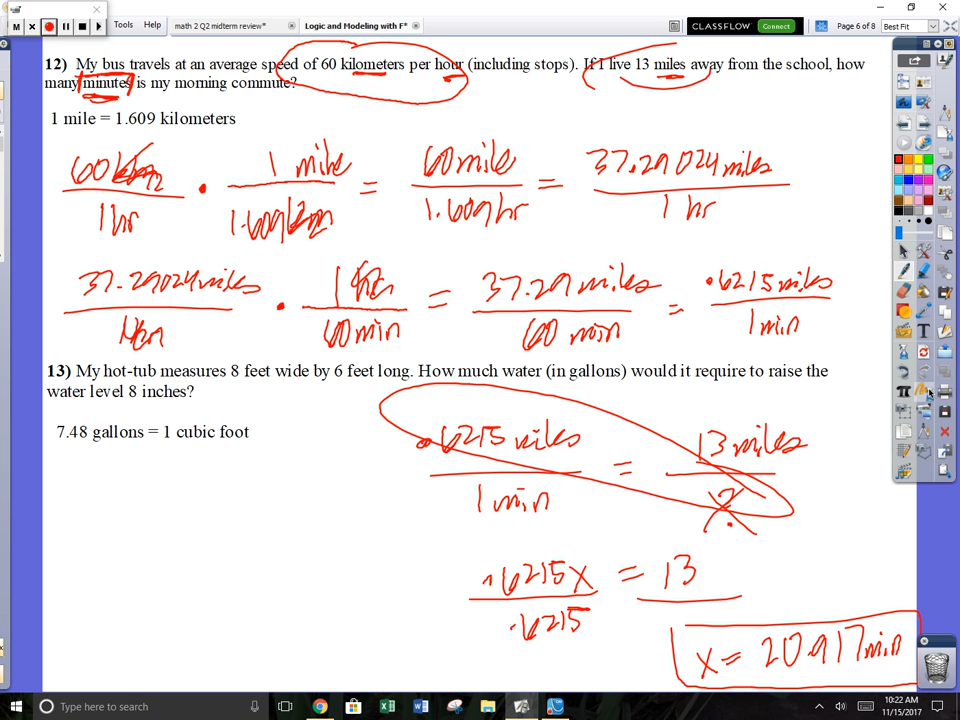 Tools Help math 2 Q2 midterm review* Logic and Modeling with F* CLASSFLOW Connect Page 6 of 8 Best Fit
12) My bus travels at an average speed of 60 kilometers per hour (including stops). If I live 13 miles away from the school, how
many minutes is my morning commute?
1 mile = 1.609 kilometers
60 km / 1 hr · 1 mile / 1.609 km = 60 mile / 1.609 hr = 37.29024 miles / 1 hr
37.29024 miles / 1 hr · 1 hr / 60 min = 37.29 miles / 60 min = .6215 miles / 1 min
13) My hot-tub measures 8 feet wide by 6 feet long. How much water (in gallons) would it require to raise the
water level 8 inches?
7.48 gallons = 1 cubic foot
.6215 miles / 1 min = 13 miles / x
.6215x / .6215 = 13
x = 20.917 min
Type here to search
10:22 AM
11/15/2017